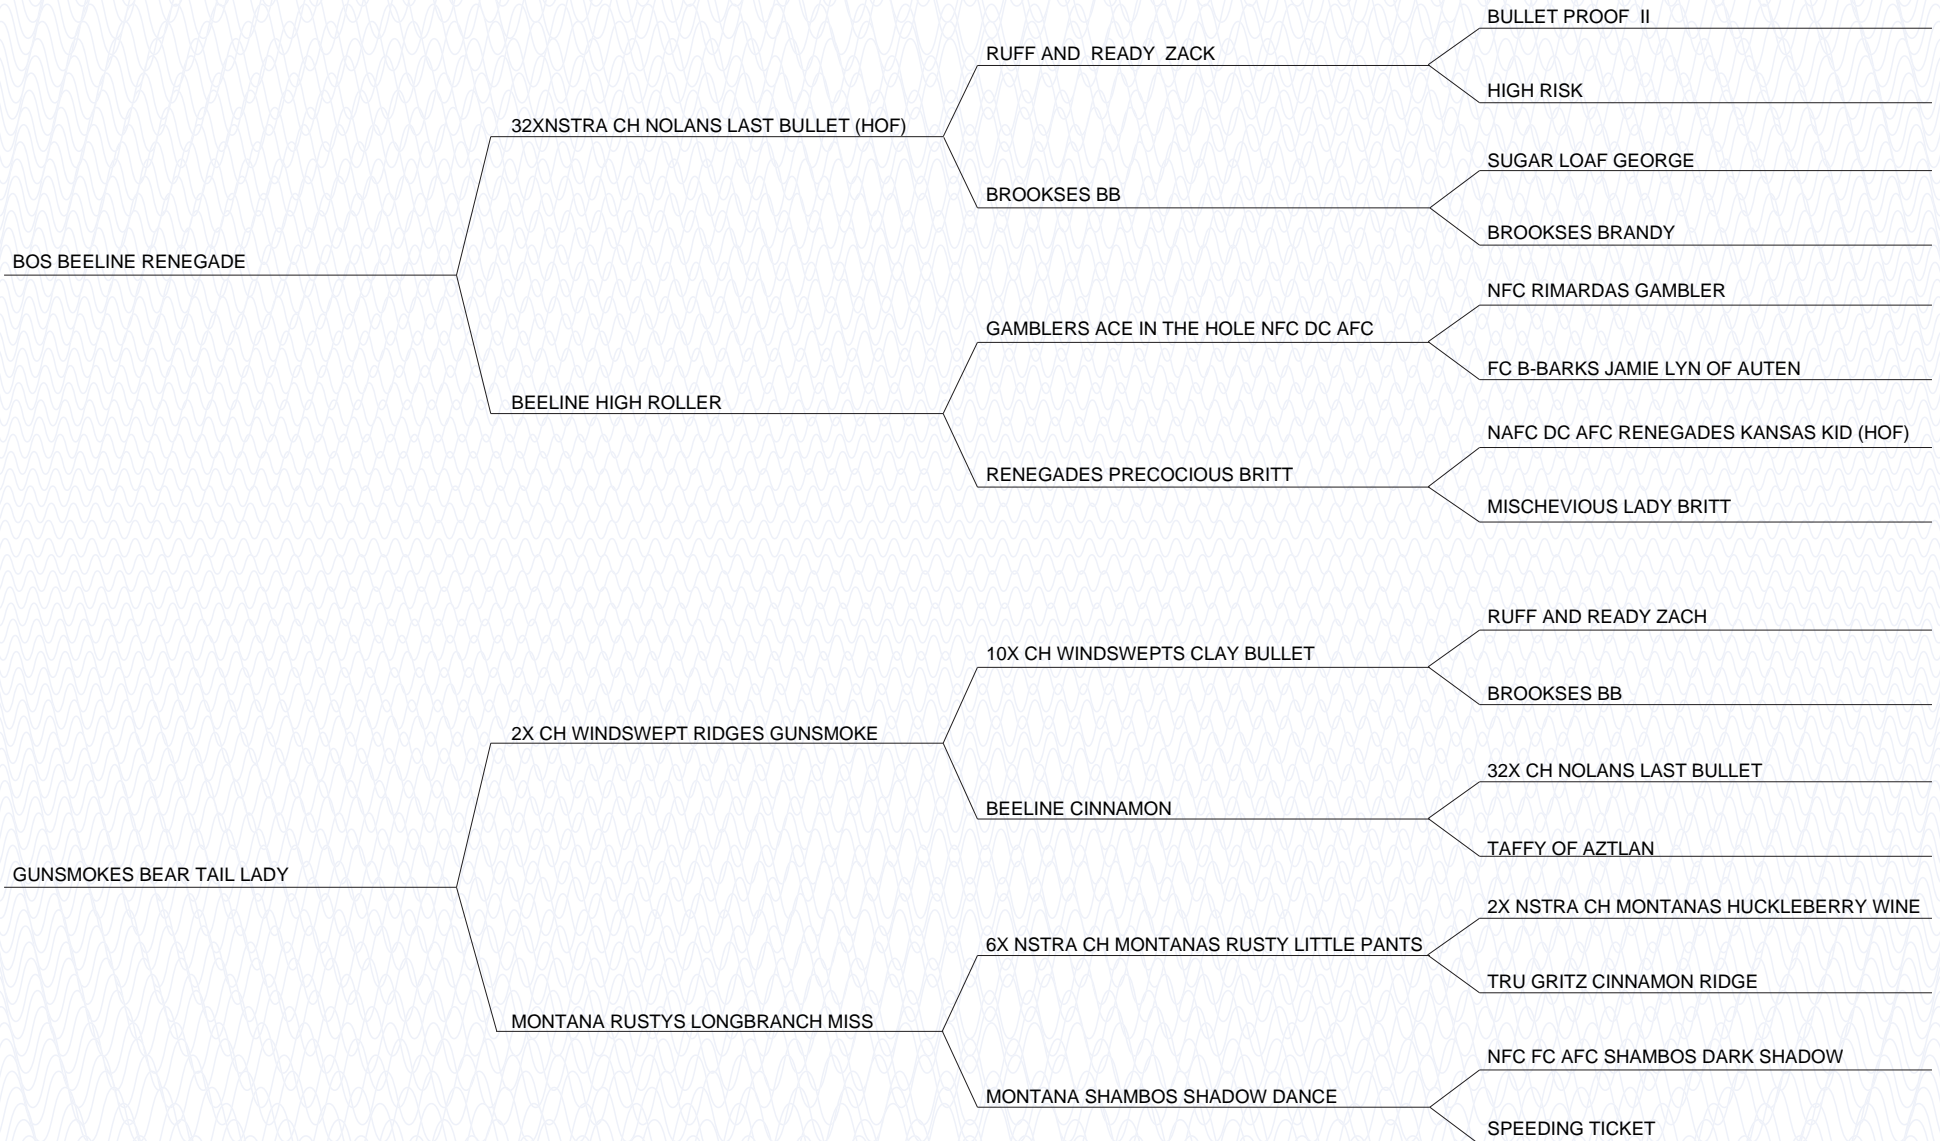 BULLET PROOF  II
RUFF AND  READY  ZACK
HIGH RISK
32XNSTRA CH NOLANS LAST BULLET (HOF)
SUGAR LOAF GEORGE
BROOKSES BB
BROOKSES BRANDY
BOS BEELINE RENEGADE
NFC RIMARDAS GAMBLER
GAMBLERS ACE IN THE HOLE NFC DC AFC
FC B-BARKS JAMIE LYN OF AUTEN
BEELINE HIGH ROLLER
NAFC DC AFC RENEGADES KANSAS KID (HOF)
RENEGADES PRECOCIOUS BRITT
MISCHEVIOUS LADY BRITT
RUFF AND READY ZACH
10X CH WINDSWEPTS CLAY BULLET
BROOKSES BB
2X CH WINDSWEPT RIDGES GUNSMOKE
32X CH NOLANS LAST BULLET
BEELINE CINNAMON
TAFFY OF AZTLAN
GUNSMOKES BEAR TAIL LADY
2X NSTRA CH MONTANAS HUCKLEBERRY WINE
6X NSTRA CH MONTANAS RUSTY LITTLE PANTS
TRU GRITZ CINNAMON RIDGE
MONTANA RUSTYS LONGBRANCH MISS
NFC FC AFC SHAMBOS DARK SHADOW
MONTANA SHAMBOS SHADOW DANCE
SPEEDING TICKET